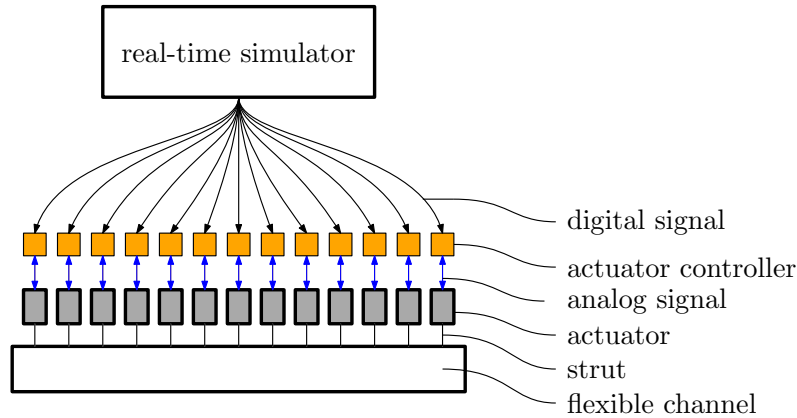 real-time simulator
digital signal
actuator controller
analog signal
actuator
strut
flexible channel